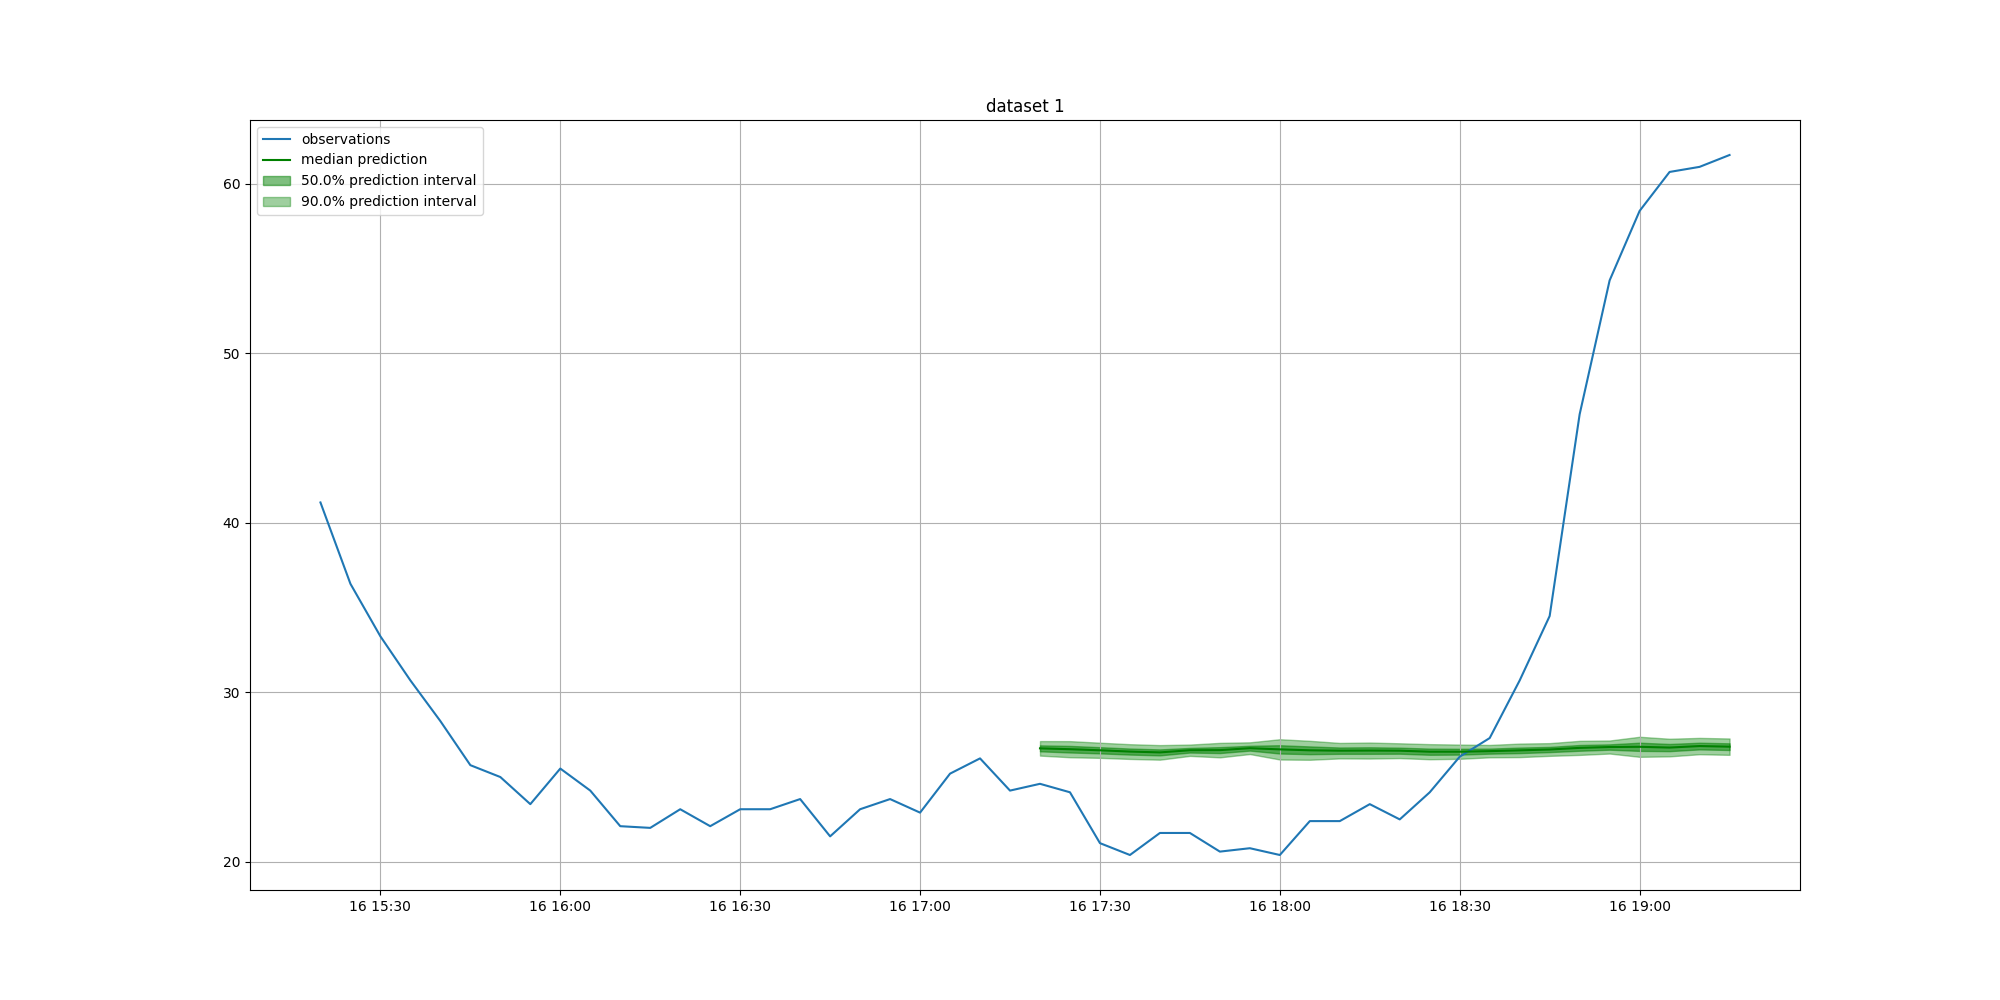 dataset 1
observations
median prediction
50.0% prediction interval
90.0% prediction interval
60
50
40
30
20
16 15:30 16 16:00 16 16:30 16 17:00 16 17:30 16 18:00 16 18:30 16 19:00